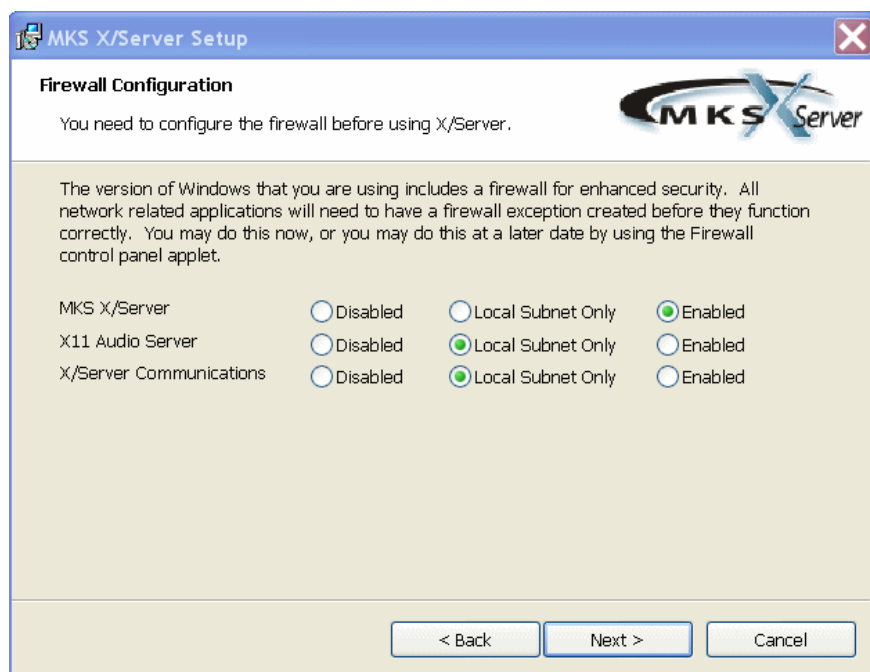 MKS X/Server Setup
Firewall Configuration
You need to configure the firewall before using X/Server.
MKS X Server
The version of Windows that you are using includes a firewall for enhanced security. All
network related applications will need to have a firewall exception created before they function
correctly. You may do this now, or you may do this at a later date by using the Firewall
control panel applet.
MKS X/Server Disabled Local Subnet Only Enabled
X11 Audio Server Disabled Local Subnet Only Enabled
X/Server Communications Disabled Local Subnet Only Enabled
< Back Next > Cancel